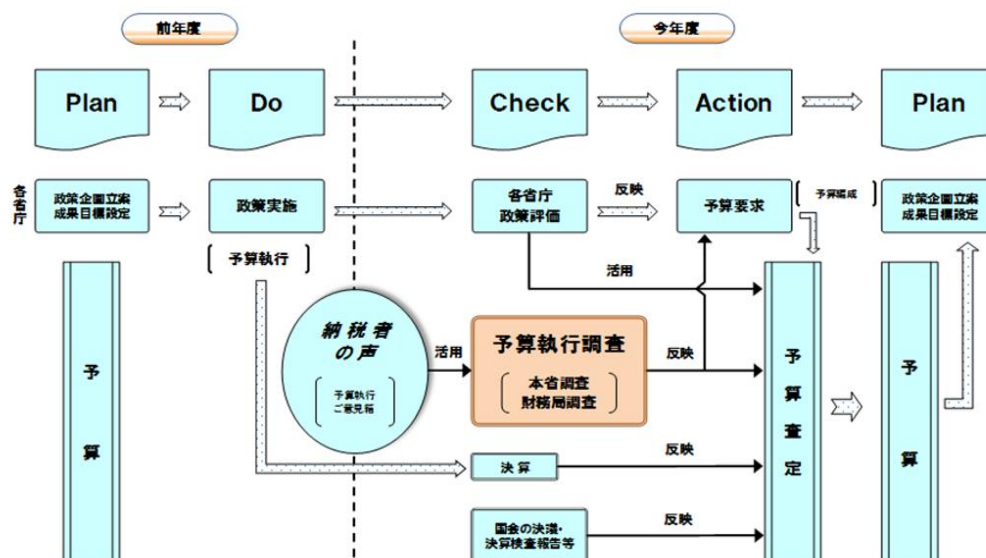 前年度
今年度
Plan
Do
Check
Action
Plan
各省庁
政策企画立案
成果目標設定
政策実施
予算執行
各省庁
政策評価
反映
予算要求
予算編成
政策企画立案
成果目標設定
活用
納税者
の声
予算執行
ご意見箱
活用
予算執行調査
本省調査
財務局調査
反映
予算
予算査定
予算
決算
反映
国会の決議・
決算検査報告等
反映